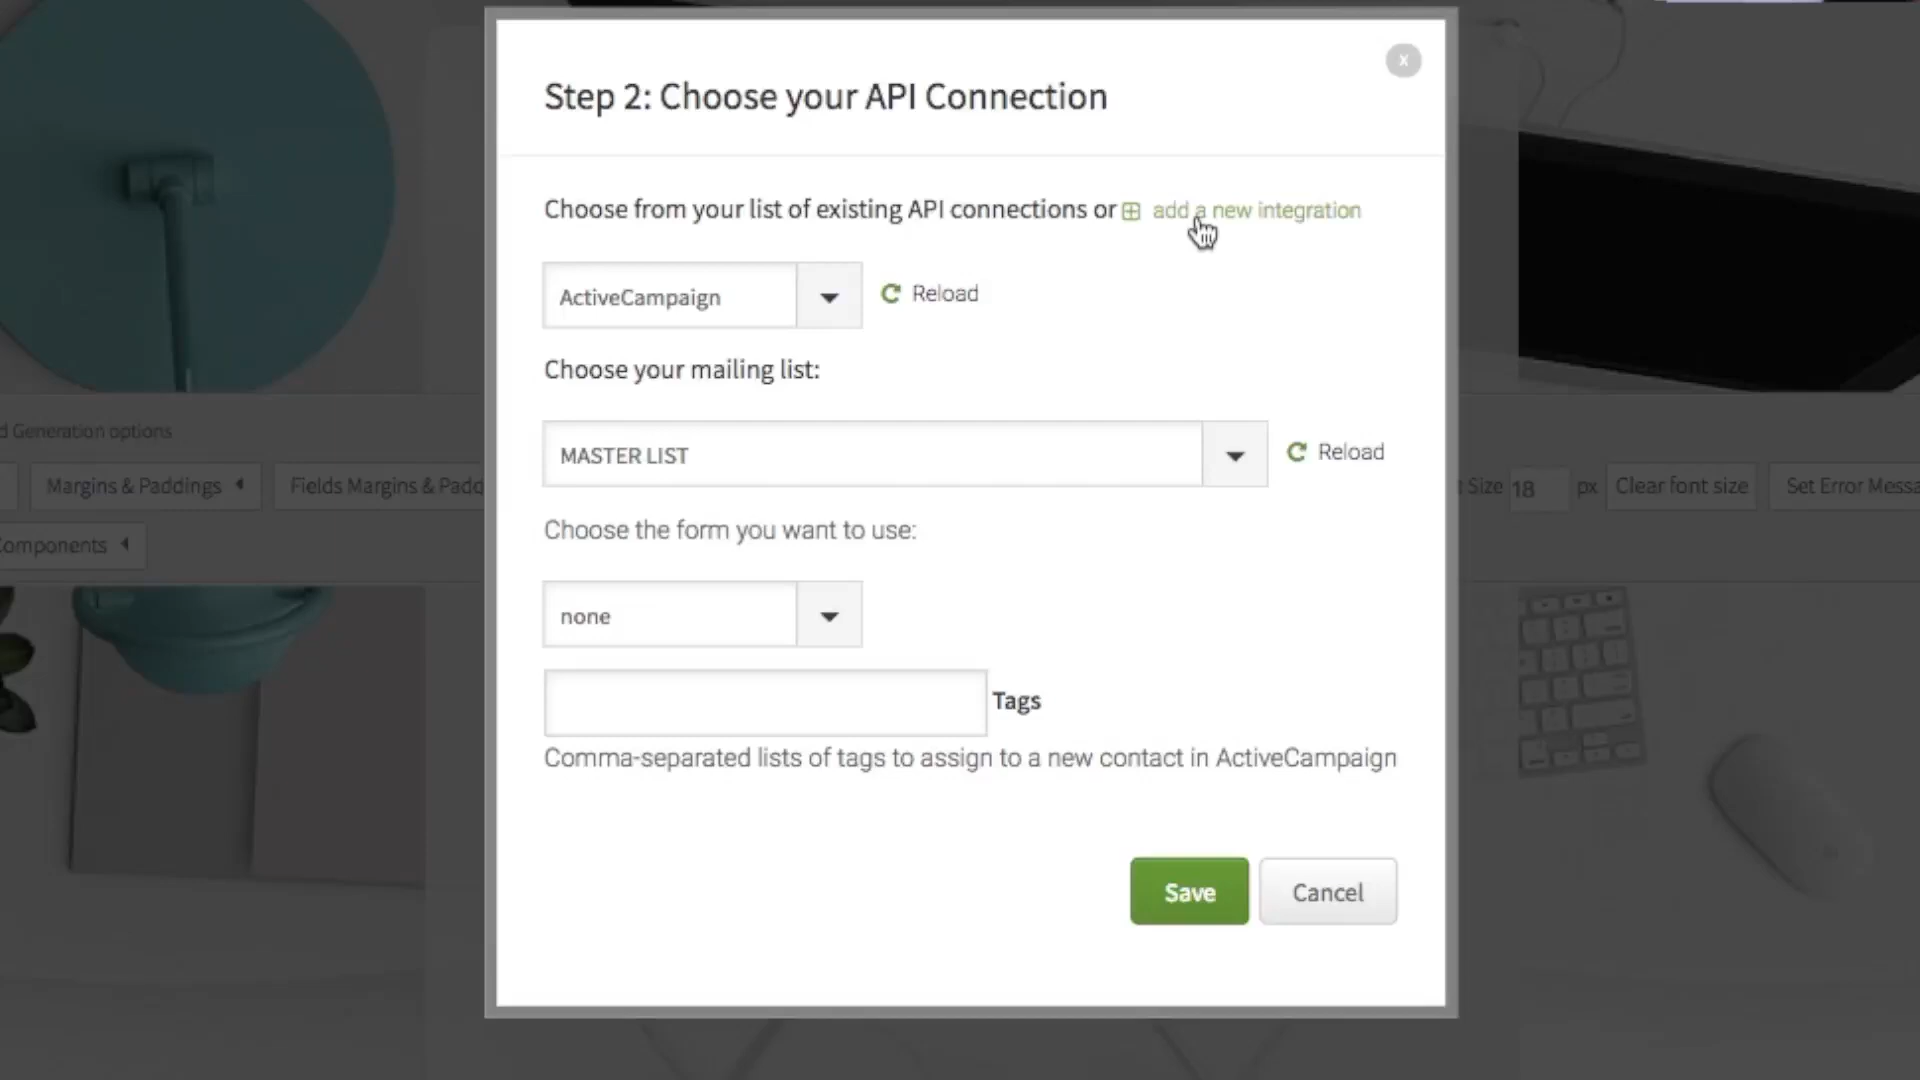 x
Step 2: Choose your API Connection
Choose from your list of existing API connections or add a new integration
ActiveCampaign Reload
Choose your mailing list:
MASTER LIST Reload
d Generation options
Margins & Paddings Fields Margins & Padd
Size 18 px Clear font size Set Error Messa
Choose the form you want to use:
omponents
none
Tags
Comma-separated lists of tags to assign to a new contact in ActiveCampaign
Save Cancel